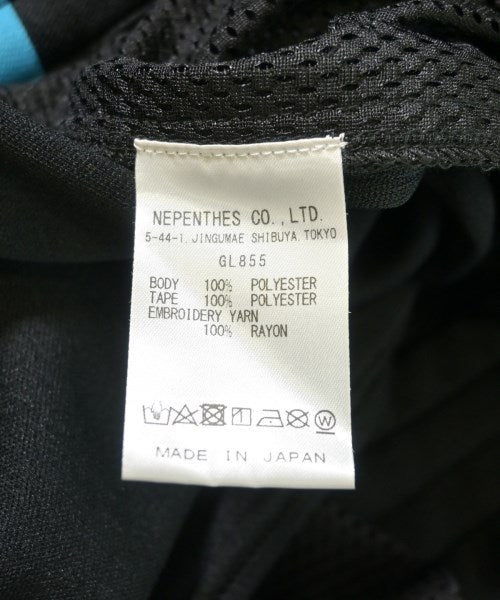 NEPENTHES CO.,LTD.
5-44-1, JINGUMAE SHIBUYA, TOKYO
GL855
BODY 100% POLYESTER
TAPE 100% POLYESTER
EMBROIDERY YARN
100% RAYON
W
MADE IN JAPAN